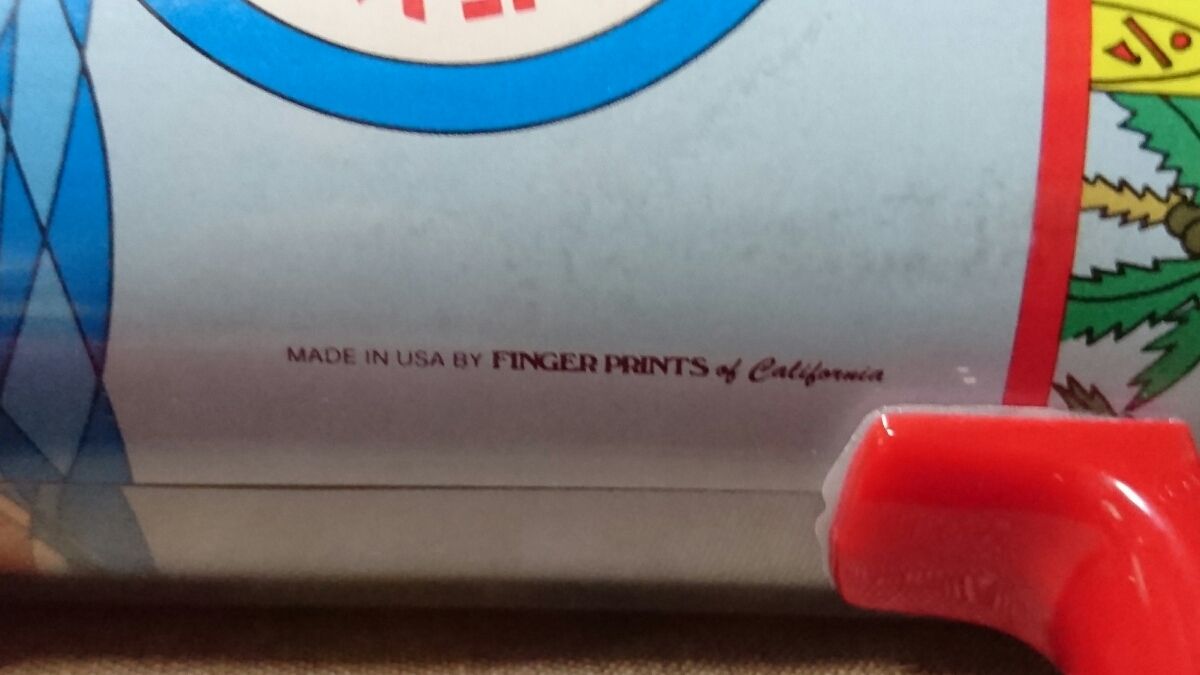 MADE IN USA BY FINGER PRINTS of California